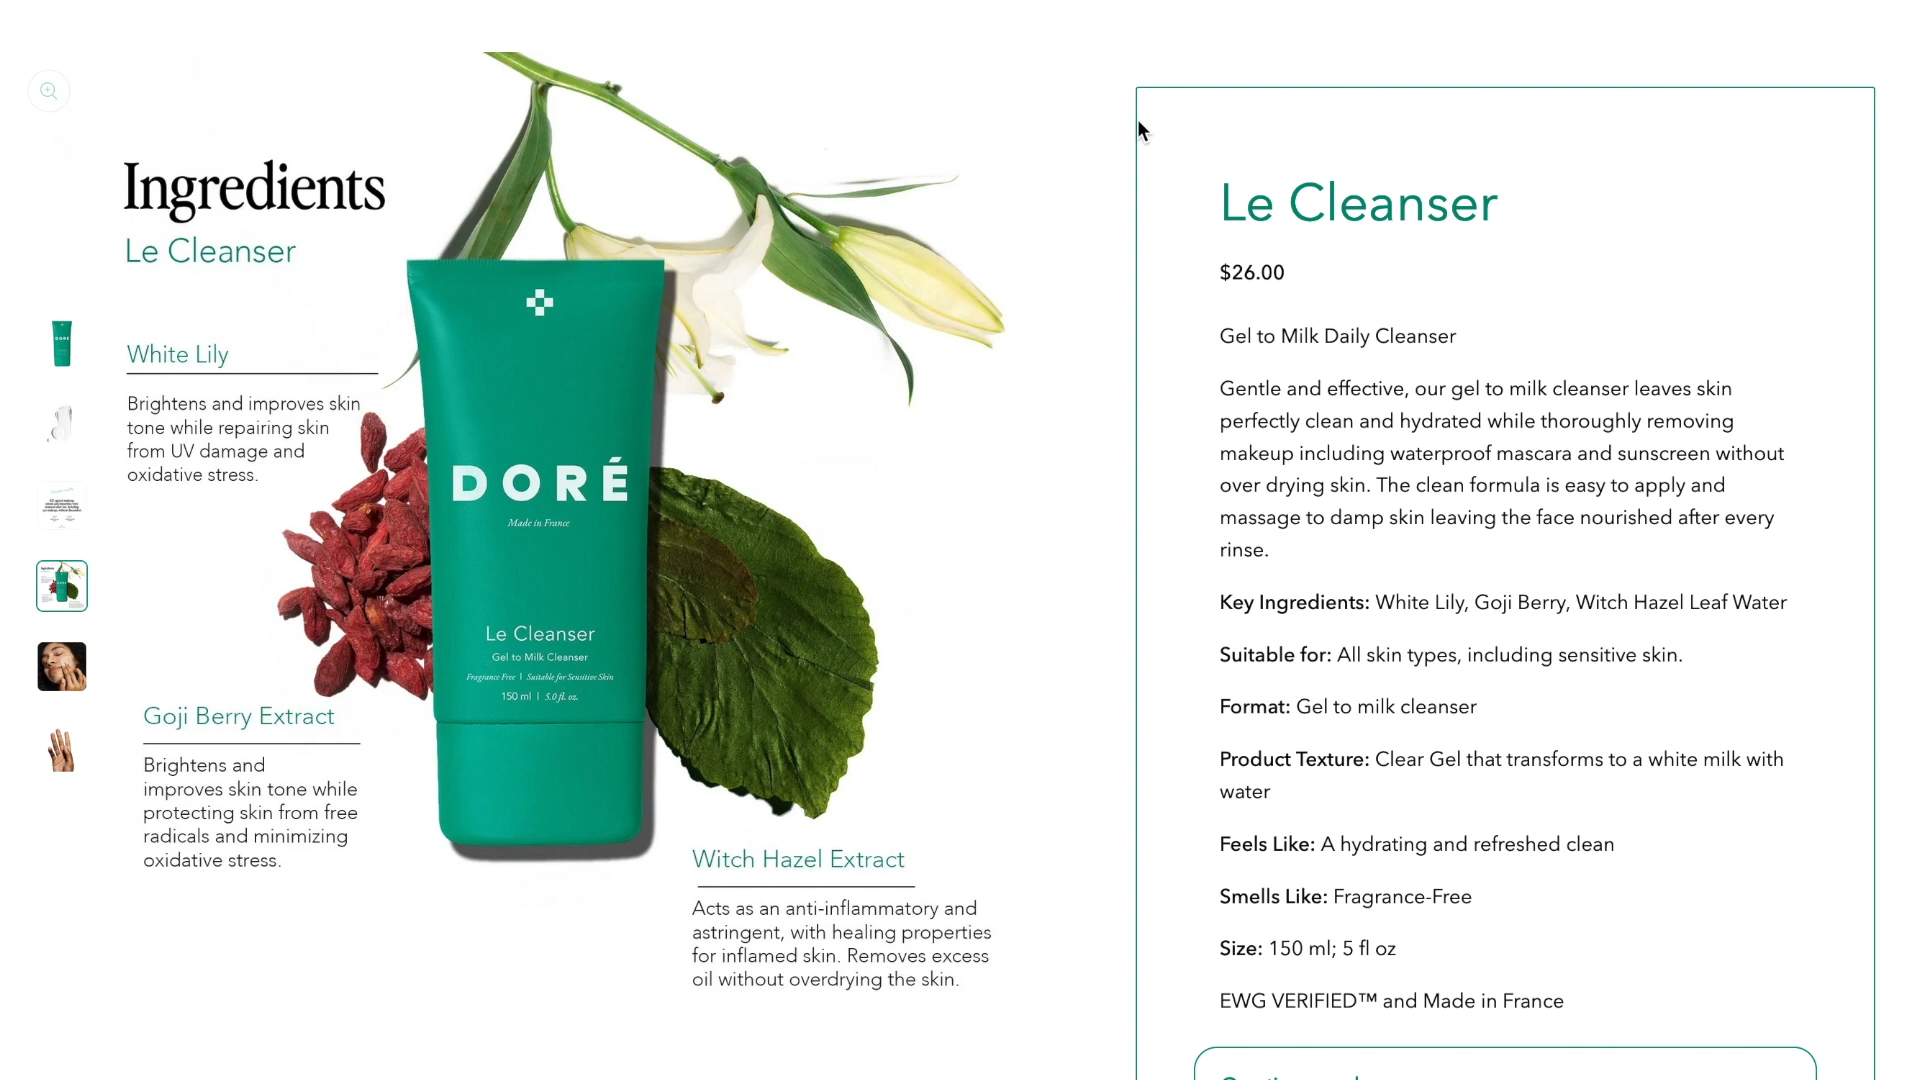 Ingredients
Le Cleanser
White Lily
Brightens and improves skin
tone while repairing skin
from UV damage and
oxidative stress.
DORÉ
Made in France
Le Cleanser
Gel to Milk Cleanser
Fragrance Free | Suitable for Sensitive Skin
150 ml | 5.0 fl. oz.
Goji Berry Extract
Brightens and
improves skin tone while
protecting skin from free
radicals and minimizing
oxidative stress.
Witch Hazel Extract
Acts as an anti-inflammatory and
astringent, with healing properties
for inflamed skin. Removes excess
oil without overdrying the skin.
DORÉ
Le Cleanser
$26.00
Gel to Milk Daily Cleanser
Gentle and effective, our gel to milk cleanser leaves skin
perfectly clean and hydrated while thoroughly removing
makeup including waterproof mascara and sunscreen without
over drying skin. The clean formula is easy to apply and
massage to damp skin leaving the face nourished after every
rinse.
Key Ingredients: White Lily, Goji Berry, Witch Hazel Leaf Water
Suitable for: All skin types, including sensitive skin.
Format: Gel to milk cleanser
Product Texture: Clear Gel that transforms to a white milk with
water
Feels Like: A hydrating and refreshed clean
Smells Like: Fragrance-Free
Size: 150 ml; 5 fl oz
EWG VERIFIED™ and Made in France